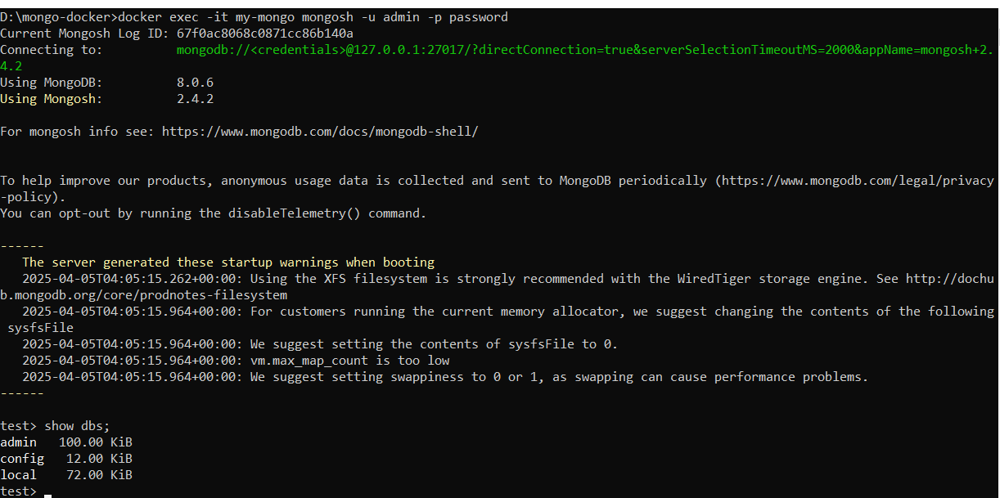 D:\mongo-docker>docker exec -it my-mongo mongosh -u admin -p password
Current Mongosh Log ID: 67f0ac8068c0871cc86b140a
Connecting to:          mongodb://<credentials>@127.0.0.1:27017/?directConnection=true&serverSelectionTimeoutMS=2000&appName=mongosh+2.
4.2
Using MongoDB:          8.0.6
Using Mongosh:          2.4.2
For mongosh info see: https://www.mongodb.com/docs/mongodb-shell/
To help improve our products, anonymous usage data is collected and sent to MongoDB periodically (https://www.mongodb.com/legal/privacy
-policy).
You can opt-out by running the disableTelemetry() command.
------
   The server generated these startup warnings when booting
   2025-04-05T04:05:15.262+00:00: Using the XFS filesystem is strongly recommended with the WiredTiger storage engine. See http://dochu
b.mongodb.org/core/prodnotes-filesystem
   2025-04-05T04:05:15.964+00:00: For customers running the current memory allocator, we suggest changing the contents of the following
 sysfsFile
   2025-04-05T04:05:15.964+00:00: We suggest setting the contents of sysfsFile to 0.
   2025-04-05T04:05:15.964+00:00: vm.max_map_count is too low
   2025-04-05T04:05:15.964+00:00: We suggest setting swappiness to 0 or 1, as swapping can cause performance problems.
------
test> show dbs;
admin   100.00 KiB
config   12.00 KiB
local    72.00 KiB
test>